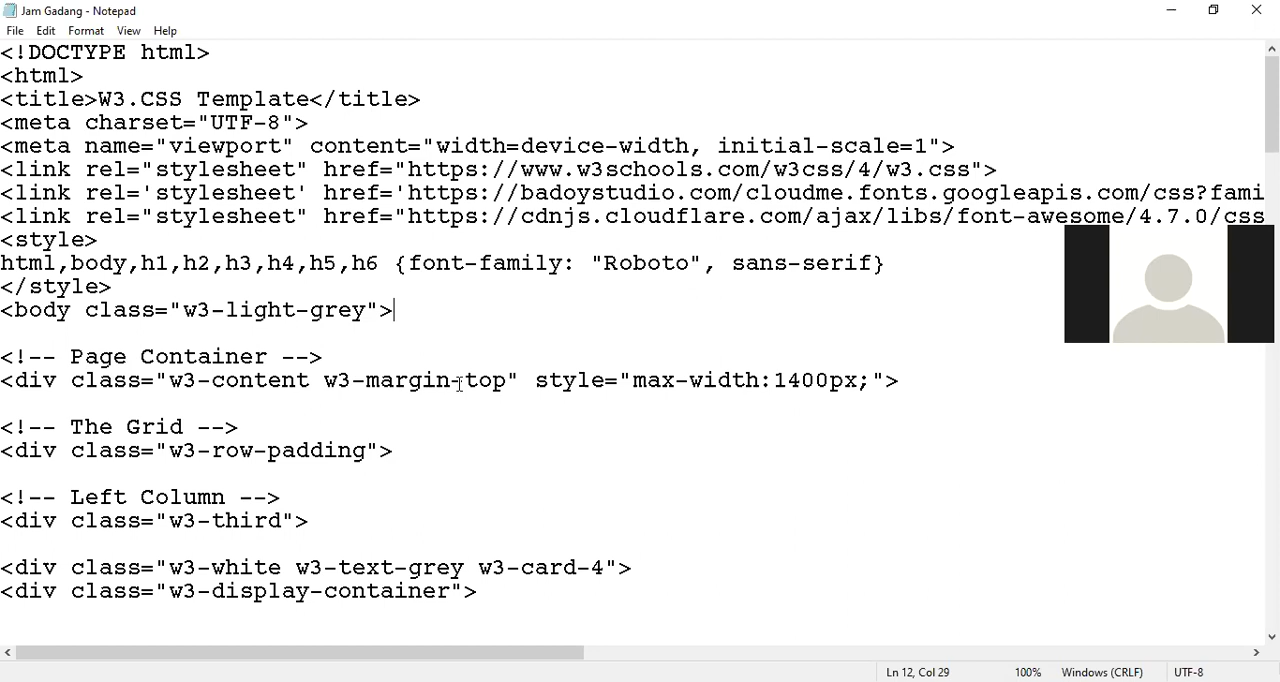 Jam Gadang - Notepad
File Edit Format View Help
<!DOCTYPE html>
<html>
<title>W3.CSS Template</title>
<meta charset="UTF-8">
<meta name="viewport" content="width=device-width, initial-scale=1">
<link rel="stylesheet" href="https://www.w3schools.com/w3css/4/w3.css">
<link rel='stylesheet' href='https://badoystudio.com/cloudme.fonts.googleapis.com/css?fami
<link rel="stylesheet" href="https://cdnjs.cloudflare.com/ajax/libs/font-awesome/4.7.0/css
<style>
html,body,h1,h2,h3,h4,h5,h6 {font-family: "Roboto", sans-serif}
</style>
<body class="w3-light-grey">
<!-- Page Container -->
<div class="w3-content w3-margin-top" style="max-width:1400px;">
<!-- The Grid -->
<div class="w3-row-padding">
<!-- Left Column -->
<div class="w3-third">
<div class="w3-white w3-text-grey w3-card-4">
<div class="w3-display-container">
Ln 12, Col 29 100% Windows (CRLF) UTF-8